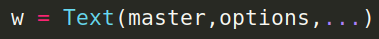 w = Text(master,options,...)